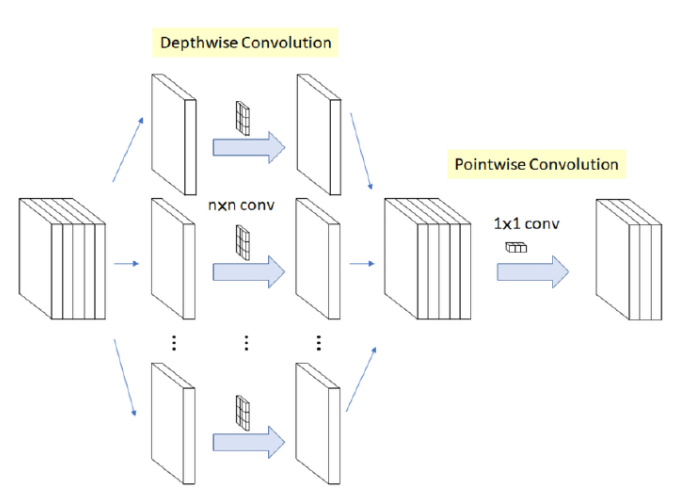 Depthwise Convolution
Pointwise Convolution
nxn conv
1x1 conv